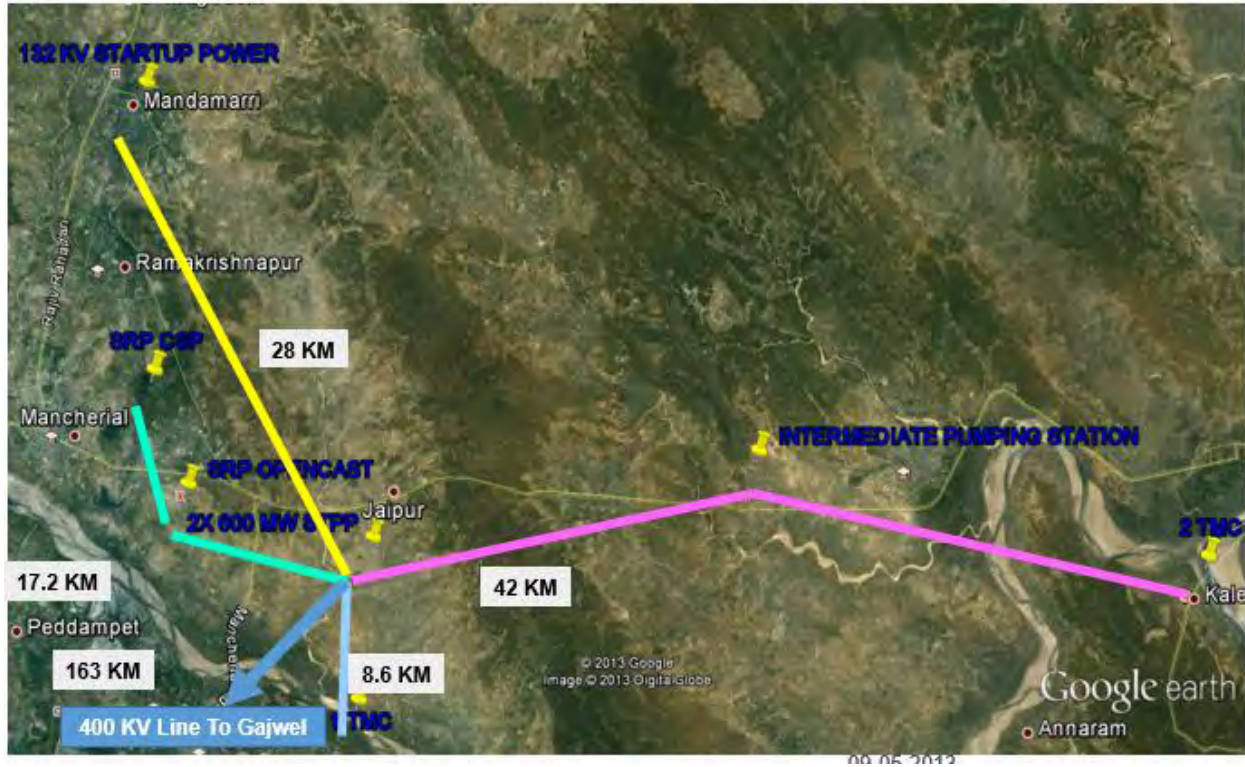 132 KV STARTUP POWER
Mandamarri
Ramakrishnapur
SRP CSP
28 KM
Mancherial
INTERMEDIATE PUMPING STATION
SRP OPENCAST
Jaipur
2X 600 MW STPP
2 TMC
17.2 KM
42 KM
Kale
Peddampet
163 KM
8.6 KM
© 2013 Google
Image © 2013 DigitalGlobe
Google earth
400 KV Line To Gajwel
1 TMC
Annaram
09-05-2013